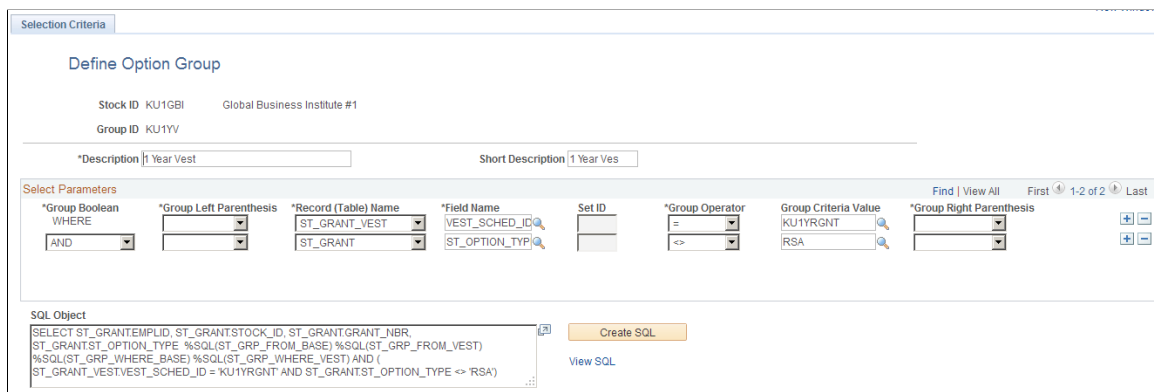 Selection Criteria
Define Option Group
Stock ID KU1GBI Global Business Institute #1
Group ID KU1YV
*Description 1 Year Vest Short Description 1 Year Ves
Select Parameters Find | View All First 1-2 of 2 Last
*Group Boolean *Group Left Parenthesis *Record (Table) Name *Field Name Set ID *Group Operator Group Criteria Value *Group Right Parenthesis
WHERE ST_GRANT_VEST VEST_SCHED_ID = KU1YRGNT
AND ST_GRANT ST_OPTION_TYP <> RSA
SQL Object
SELECT ST_GRANT.EMPLID, ST_GRANT.STOCK_ID, ST_GRANT.GRANT_NBR,
ST_GRANT.ST_OPTION_TYPE %SQL(ST_GRP_FROM_BASE) %SQL(ST_GRP_FROM_VEST)
%SQL(ST_GRP_WHERE_BASE) %SQL(ST_GRP_WHERE_VEST) AND (
ST_GRANT_VEST.VEST_SCHED_ID = 'KU1YRGNT' AND ST_GRANT.ST_OPTION_TYPE <> 'RSA')
Create SQL
View SQL